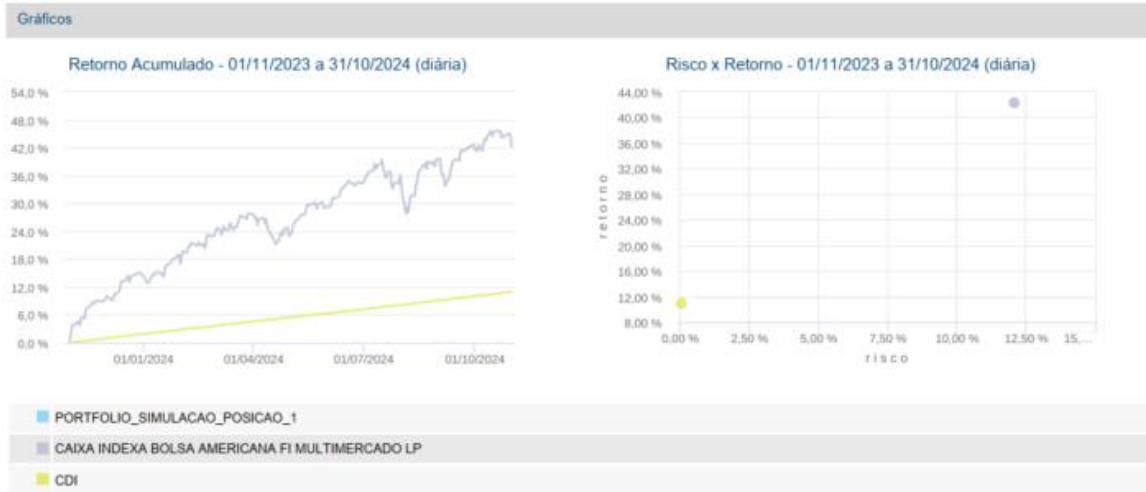 Gráficos
Retorno Acumulado - 01/11/2023 a 31/10/2024 (diária)
54,0 %
48,0 %
42,0 %
36,0 %
30,0 %
24,0 %
18,0 %
12,0 %
6,0 %
0,0 %
01/01/2024 01/04/2024 01/07/2024 01/10/2024
Risco x Retorno - 01/11/2023 a 31/10/2024 (diária)
44,00 %
40,00 %
36,00 %
32,00 %
28,00 %
24,00 %
20,00 %
16,00 %
12,00 %
8,00 %
retorno
0,00 % 2,50 % 5,00 % 7,50 % 10,00 % 12,50 % 15,...
risco
PORTFOLIO_SIMULACAO_POSICAO_1
CAIXA INDEXA BOLSA AMERICANA FI MULTIMERCADO LP
CDI